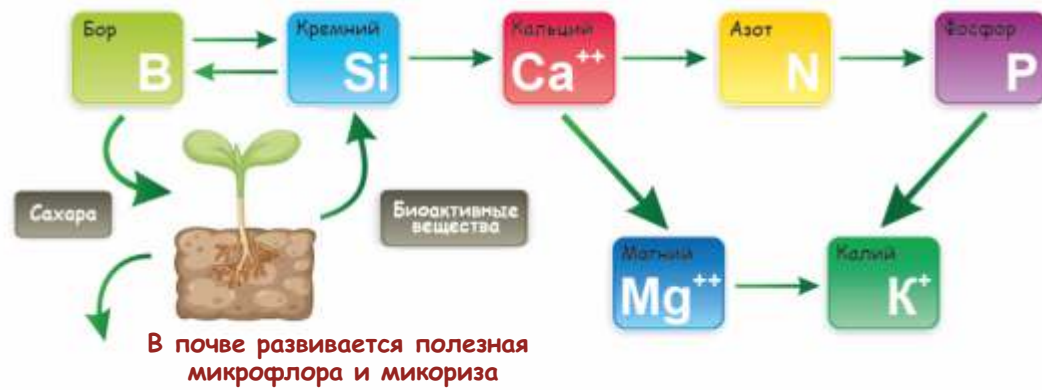 Бор
B
Кремний
Si
Кальций
Ca++
Азот
N
Фосфор
P
Сахара
Биоактивные
вещества
Магний
Mg++
Калий
K+
В почве развивается полезная
микрофлора и микориза